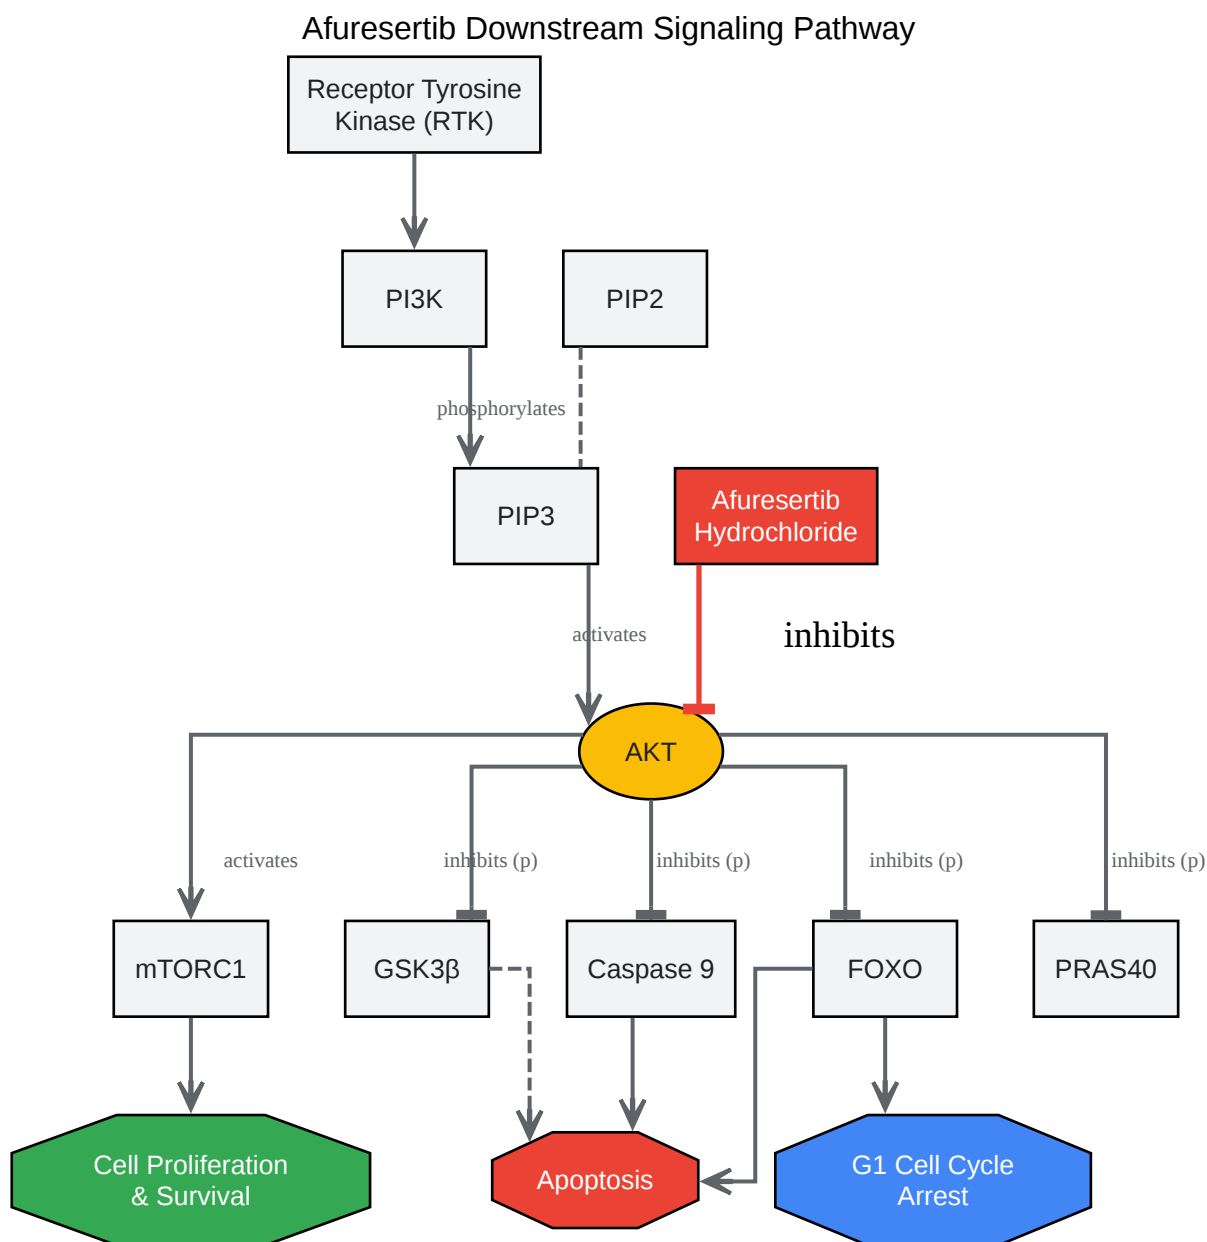 Afuresertib Downstream Signaling Pathway
Receptor Tyrosine
Kinase (RTK)
PI3K
PIP2
phosphorylates
PIP3
Afuresertib
Hydrochloride
activates
inhibits
AKT
activates
inhibits (p)
inhibits (p)
inhibits (p)
inhibits (p)
mTORC1
GSK3β
Caspase 9
FOXO
PRAS40
Cell Proliferation
& Survival
Apoptosis
G1 Cell Cycle
Arrest